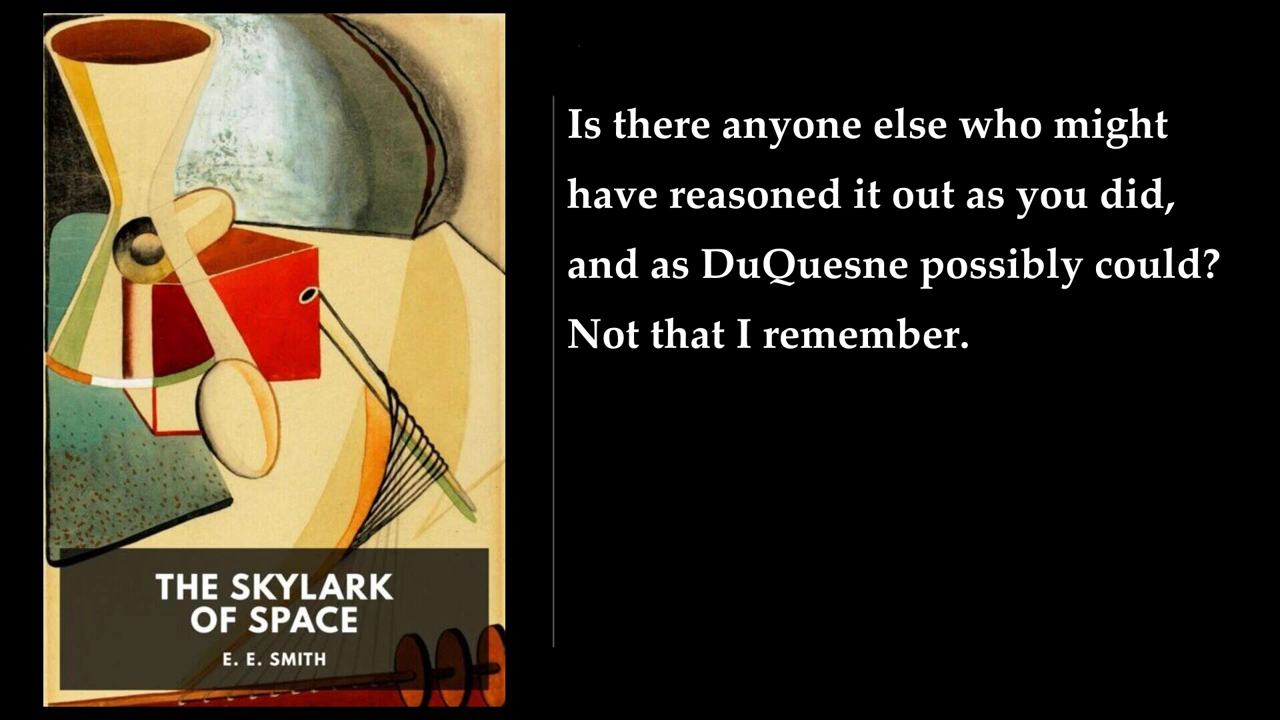 THE SKYLARK
OF SPACE
E. E. SMITH
Is there anyone else who might
have reasoned it out as you did,
and as DuQuesne possibly could?
Not that I remember.